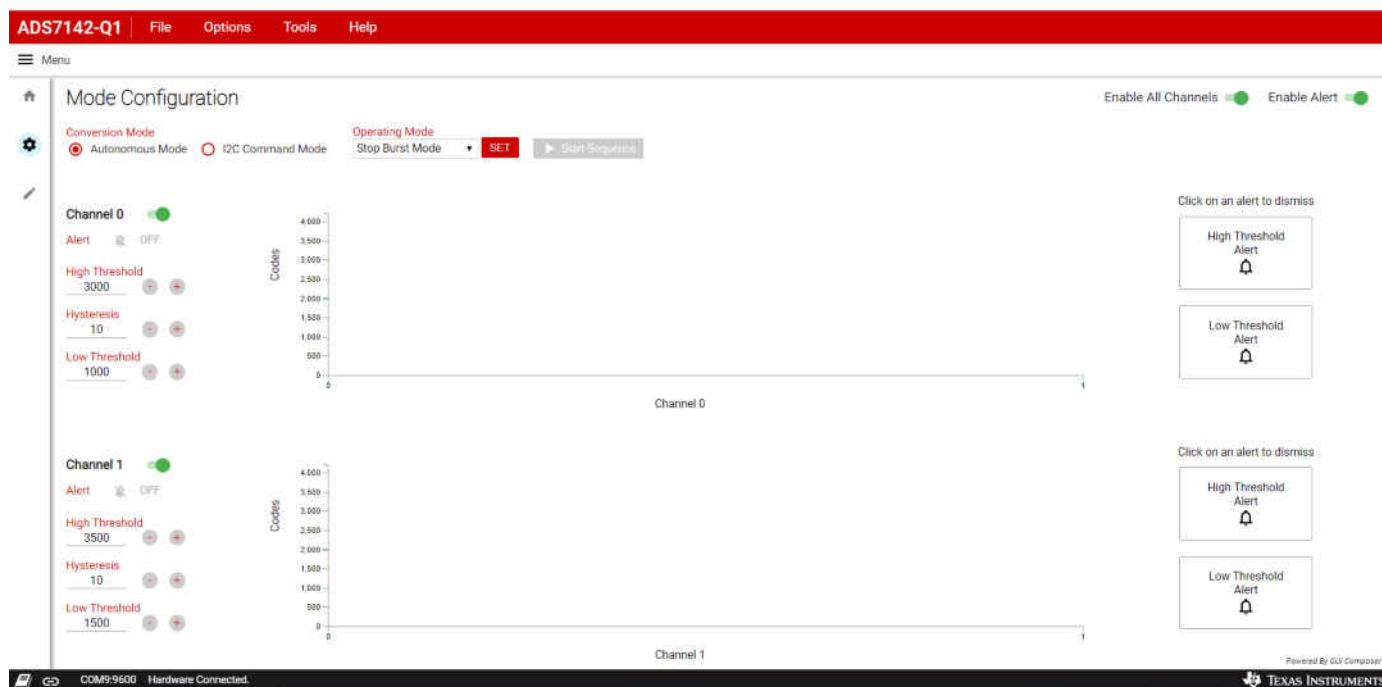 ADS7142-Q1 File Options Tools Help
Menu
Mode Configuration
Enable All Channels Enable Alert
Conversion Mode
Autonomous Mode I2C Command Mode
Operating Mode
Stop Burst Mode SET Start Sequence
Channel 0
Alert OFF
High Threshold
3000 - +
Hysteresis
10 - +
Low Threshold
1000 - +
Codes
4,000
3,500
3,000
2,500
2,000
1,500
1,000
500
0
0 1
Channel 0
Click on an alert to dismiss
High Threshold
Alert
Low Threshold
Alert
Channel 1
Alert OFF
High Threshold
3500 - +
Hysteresis
10 - +
Low Threshold
1500 - +
Codes
4,000
3,500
3,000
2,500
2,000
1,500
1,000
500
0
0 1
Channel 1
Click on an alert to dismiss
High Threshold
Alert
Low Threshold
Alert
Powered By GUI Composer
COM9:9600 Hardware Connected.
TEXAS INSTRUMENTS